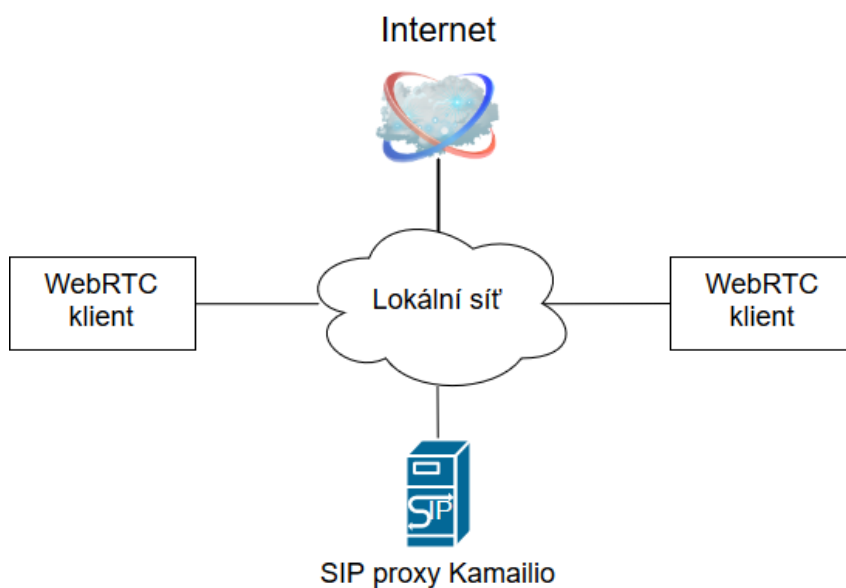 Internet
WebRTC
klient
Lokální síť
WebRTC
klient
SIP
SIP proxy Kamailio